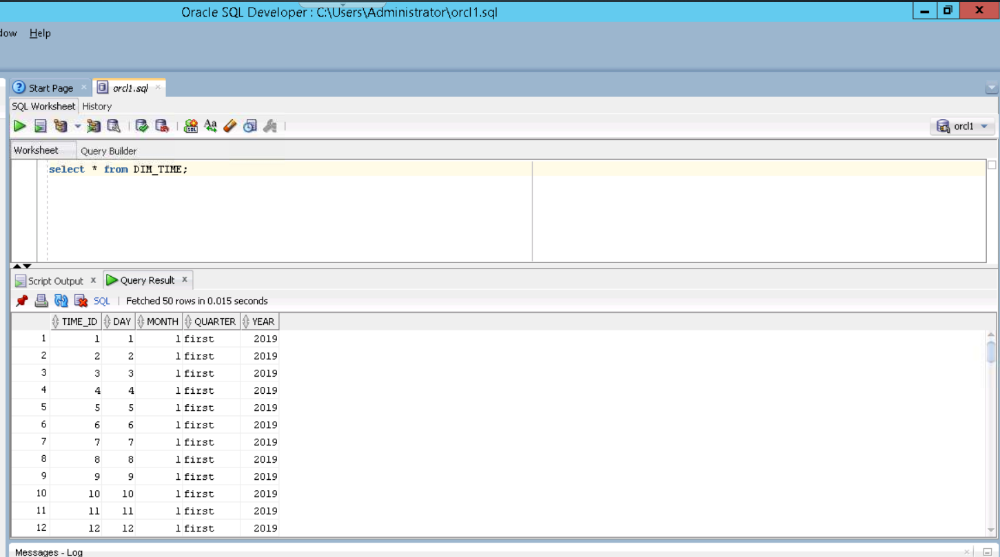 Oracle SQL Developer : C:\Users\Administrator\orcl1.sql
dow Help
Start Page orcl1.sql
SQL Worksheet History
orcl1
Worksheet Query Builder
select * from DIM_TIME;
Script Output Query Result
SQL | Fetched 50 rows in 0.015 seconds
TIME_ID DAY MONTH QUARTER YEAR
1 1 1 1 first 2019
2 2 2 1 first 2019
3 3 3 1 first 2019
4 4 4 1 first 2019
5 5 5 1 first 2019
6 6 6 1 first 2019
7 7 7 1 first 2019
8 8 8 1 first 2019
9 9 9 1 first 2019
10 10 10 1 first 2019
11 11 11 1 first 2019
12 12 12 1 first 2019
Messages - Log